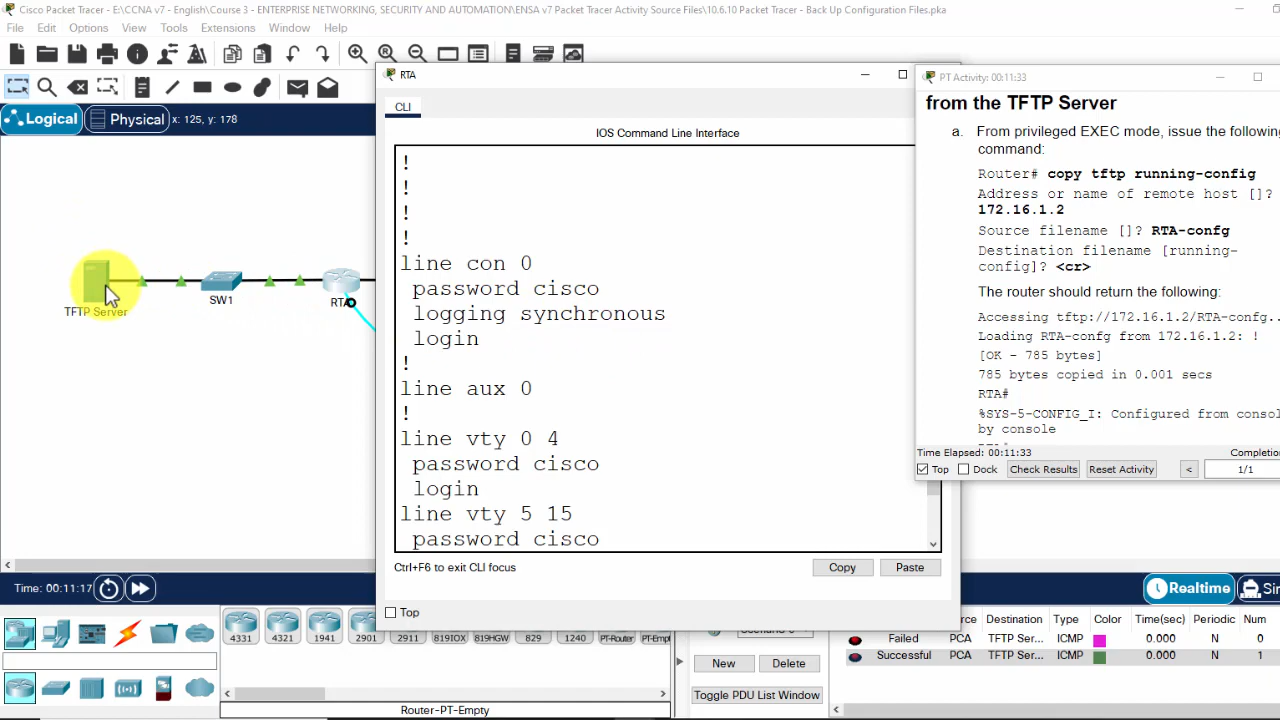 Cisco Packet Tracer - E:\CCNA v7 - English\Course 3 - ENTERPRISE NETWORKING, SECURITY AND AUTOMATION\ENSA v7 Packet Tracer Activity Source Files\10.6.10 Packet Tracer - Back Up Configuration Files.pka
File Edit Options View Tools Extensions Window Help
Logical Physical x: 125, y: 178
TFTP Server
SW1
RTA
RTA
CLI
IOS Command Line Interface
!
!
!
!
line con 0
password cisco
logging synchronous
login
!
line aux 0
!
line vty 0 4
password cisco
login
line vty 5 15
password cisco
Ctrl+F6 to exit CLI focus
Copy Paste
Top
PT Activity: 00:11:33
from the TFTP Server
a. From privileged EXEC mode, issue the following
command:
Router# copy tftp running-config
Address or name of remote host []?
172.16.1.2
Source filename []? RTA-confg
Destination filename [running-
config]? <cr>
The router should return the following:
Accessing tftp://172.16.1.2/RTA-confg..
Loading RTA-confg from 172.16.1.2: !
[OK - 785 bytes]
785 bytes copied in 0.001 secs
RTA#
%SYS-5-CONFIG_I: Configured from conso
by console
Time Elapsed: 00:11:33 Completio
Top Dock Check Results Reset Activity < 1/1
Time: 00:11:17
Realtime Sir
4331 4321 1941 2901 2911 819IOX 819HGW 829 1240 PT-Router PT-Empt
Router-PT-Empty
New Delete
Toggle PDU List Window
rce Destination Type Color Time(sec) Periodic Num
Failed PCA TFTP Ser... ICMP 0.000 N 0
Successful PCA TFTP Ser... ICMP 0.000 N 1